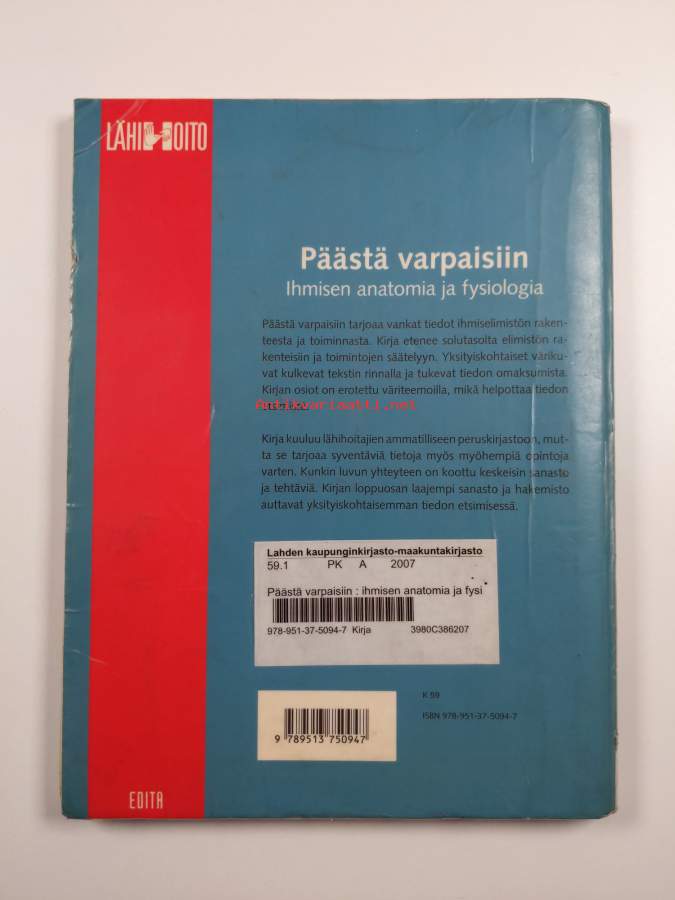 LÄHIHOITO
Päästä varpaisiin
Ihmisen anatomia ja fysiologia
Päästä varpaisiin tarjoaa vankat tiedot ihmiselimistön raken-
teesta ja toiminnasta. Kirja etenee solutasolta elimistön ra-
kenteisiin ja toimintojen säätelyyn. Yksityiskohtaiset väriku-
vat kulkevat tekstin rinnalla ja tukevat tiedon omaksumista.
Kirjan osiot on erotettu väriteemoilla, mikä helpottaa tiedon
Antikvariaatti.net
Kirja kuuluu lähihoitajien ammatilliseen peruskirjastoon, mut-
ta se tarjoaa syventäviä tietoja myös myöhempiä opintoja
varten. Kunkin luvun yhteyteen on koottu keskeisin sanasto
ja tehtäviä. Kirjan loppuosan laajempi sanasto ja hakemisto
auttavat yksityiskohtaisemman tiedon etsimisessä.
Lahden kaupunginkirjasto-maakuntakirjasto
59.1 PK A 2007
Päästä varpaisiin : ihmisen anatomia ja fysi
978-951-37-5094-7 Kirja 3980C386207
K 59
ISBN 978-951-37-5094-7
9 789513 750947
EDITA